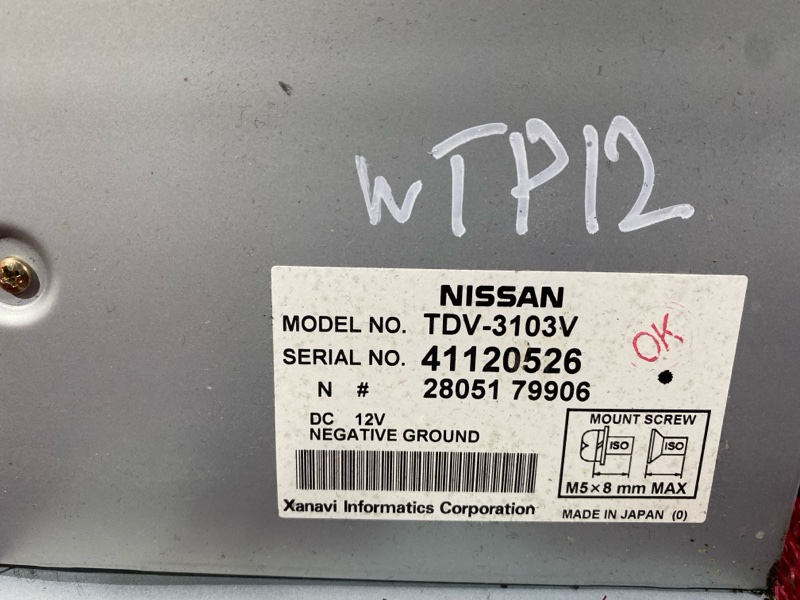 wTP12
NISSAN
MODEL NO. TDV-3103V
SERIAL NO. 41120526
N # 28051 79906
OK
DC 12V
NEGATIVE GROUND
MOUNT SCREW
ISO ISO
M5×8 mm MAX
Xanavi Informatics Corporation
MADE IN JAPAN (0)